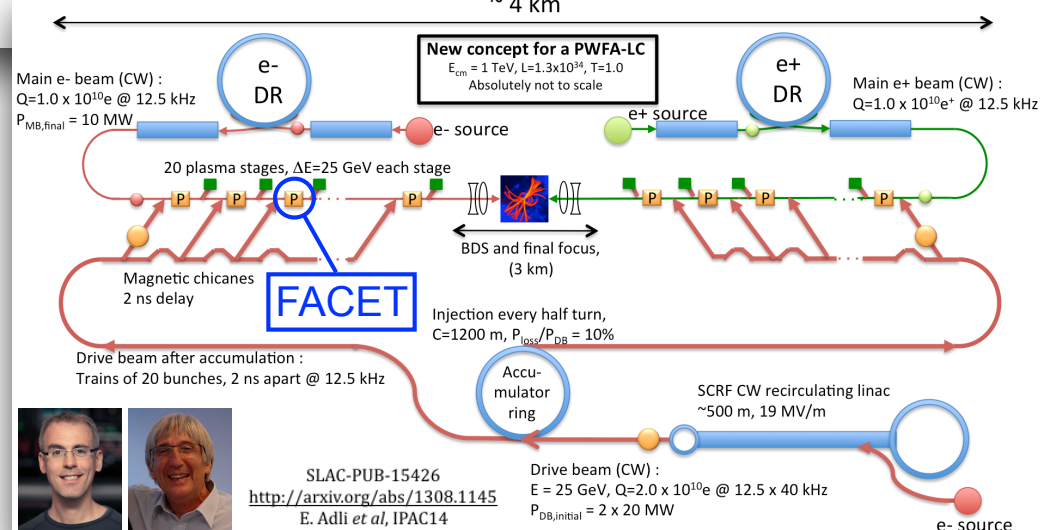 4 km
New concept for a PWFA-LC
E_cm = 1 TeV, L=1.3x10^34, T=1.0
Absolutely not to scale
e-
DR
e+
DR
Main e- beam (CW) :
Q=1.0 x 10^10e @ 12.5 kHz
P_MB,final = 10 MW
Main e+ beam (CW) :
Q=1.0 x 10^10e^+ @ 12.5 kHz
e- source
e+ source
20 plasma stages, ΔE=25 GeV each stage
P
P
P
P
P
P
P
P
BDS and final focus,
(3 km)
Magnetic chicanes
2 ns delay
FACET
Injection every half turn,
C=1200 m, P_loss/P_DB = 10%
Drive beam after accumulation :
Trains of 20 bunches, 2 ns apart @ 12.5 kHz
Accu-
mulator
ring
SCRF CW recirculating linac
~500 m, 19 MV/m
Drive beam (CW) :
E = 25 GeV, Q=2.0 x 10^10e @ 12.5 x 40 kHz
P_DB,initial = 2 x 20 MW
e- source
SLAC-PUB-15426
http://arxiv.org/abs/1308.1145
E. Adli et al, IPAC14